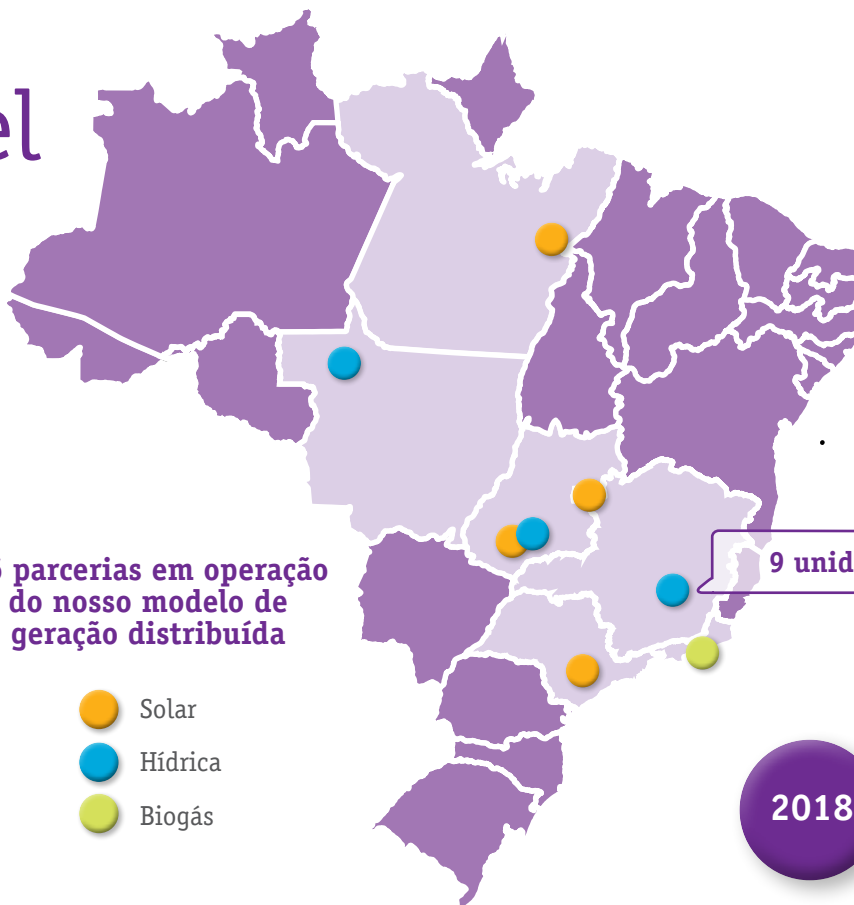 el
parcerias em operação
do nosso modelo de
geração distribuída
9 unid
Solar
Hídrica
Biogás
2018